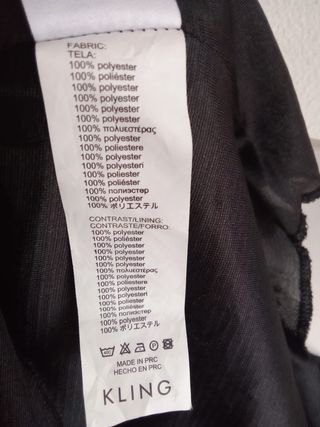 FABRIC:
TELA:
100% polyester
100% poliéster
100% polyester
100% polyester
100% polyester
100% πολυεστέρας
100% polyester
100% poliestere
100% polyester
100% polyesteri
100% poliester
100% poliéster
100% полиэстер
100% ポリエステル
CONTRAST/LINING:
CONTRASTE/FORRO:
100% polyester
100% poliéster
100% polyester
100% polyester
100% polyester
100% πολυεστέρας
100% polyester
100% poliestere
100% polyester
100% polyesteri
100% poliester
100% poliéster
100% полиэстер
100% ポリエステル
MADE IN PRC
HECHO EN PRC
KLING